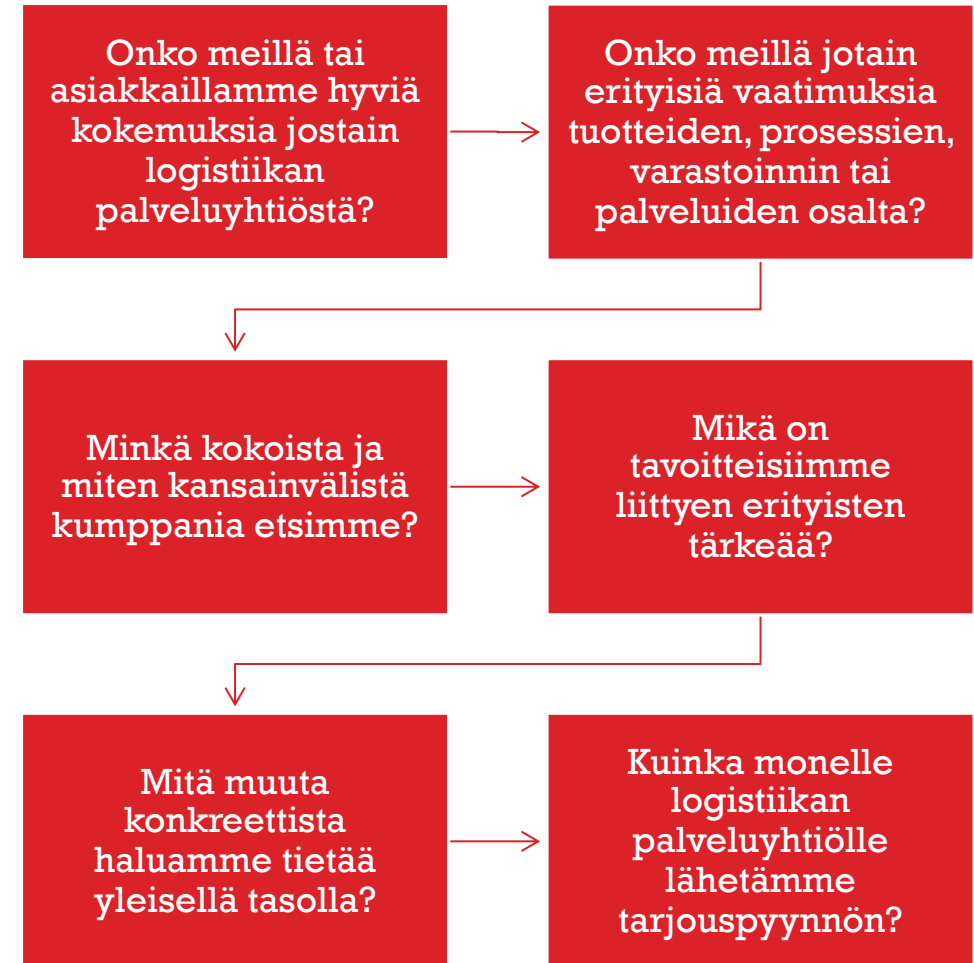 Onko meillä tai
asiakkaillamme hyviä
kokemuksia jostain
logistiikan
palveluyhtiöstä?
Onko meillä jotain
erityisiä vaatimuksia
tuotteiden, prosessien,
varastoinnin tai
palveluiden osalta?
Minkä kokoista ja
miten kansainvälistä
kumppania etsimme?
Mikä on
tavoitteisiimme
liittyen erityisten
tärkeää?
Mitä muuta
konkreettista
haluamme tietää
yleisellä tasolla?
Kuinka monelle
logistiikan
palveluyhtiölle
lähetämme
tarjouspyynnön?